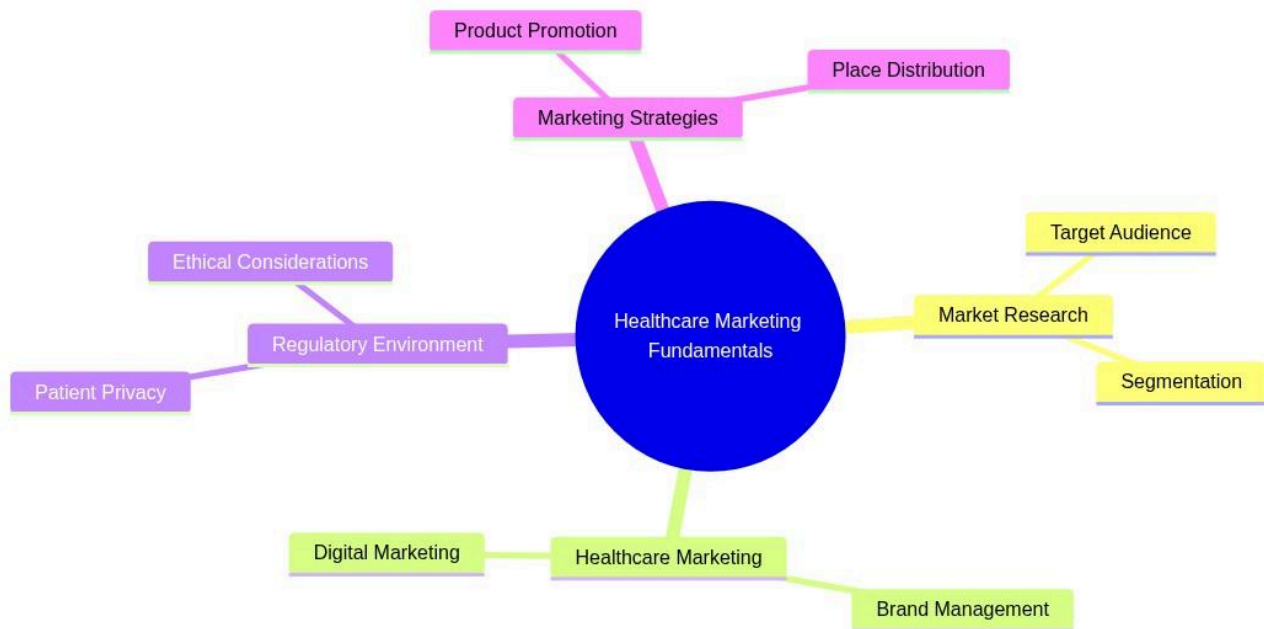 Product Promotion
Place Distribution
Marketing Strategies
Target Audience
Ethical Considerations
Market Research
Healthcare Marketing
Fundamentals
Regulatory Environment
Segmentation
Patient Privacy
Digital Marketing
Healthcare Marketing
Brand Management